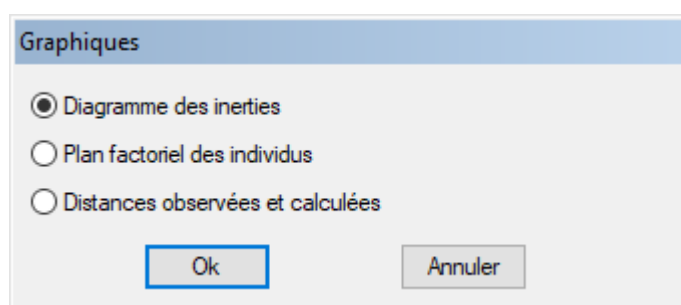 Graphiques
Diagramme des inerties
Plan factoriel des individus
Distances observées et calculées
Ok Annuler